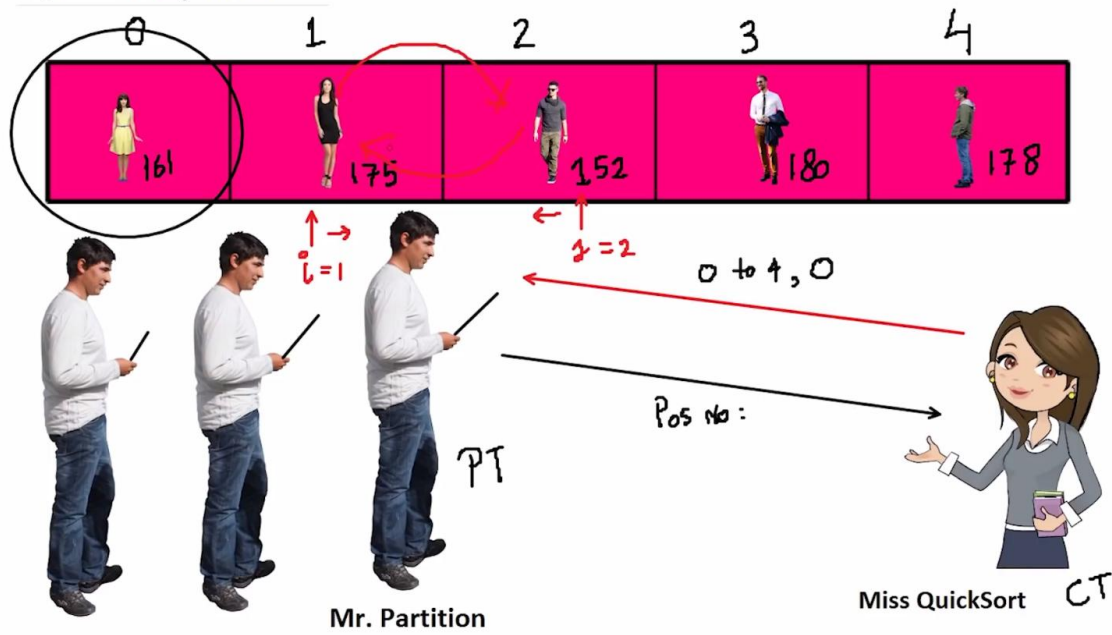 0 1 2 3 4
161 175 152 180 178
i=1
j=2
0 to 4, 0
Pos No:
PT
Mr. Partition
Miss QuickSort
CT